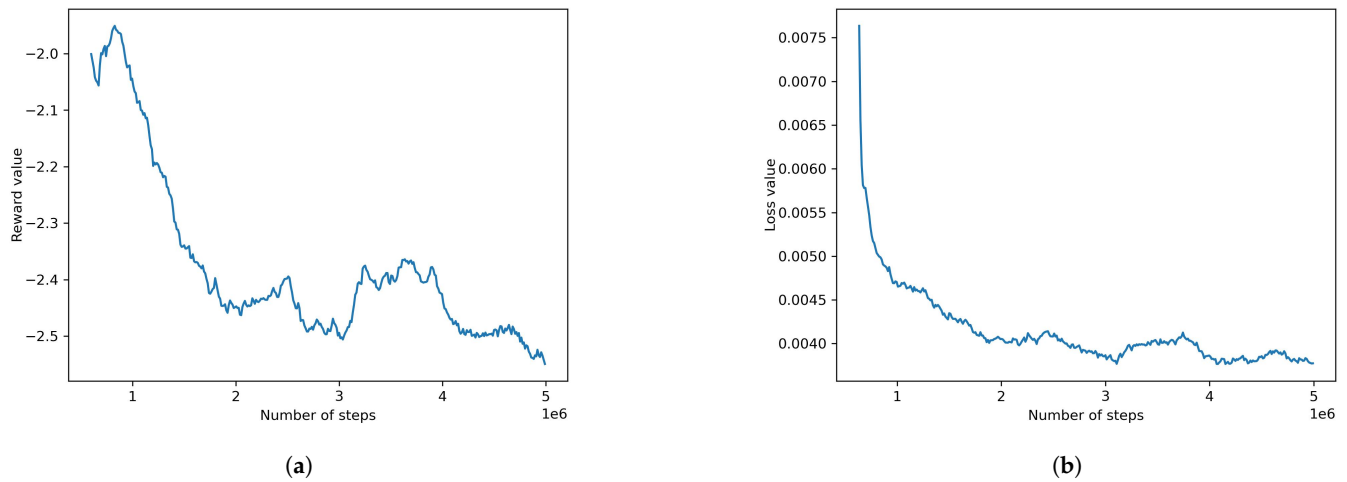 −2.0
−2.1
−2.2
−2.3
−2.4
−2.5
Reward value
1 2 3 4 5
1e6
Number of steps
(a)
0.0075
0.0070
0.0065
0.0060
0.0055
0.0050
0.0045
0.0040
Loss value
1 2 3 4 5
1e6
Number of steps
(b)